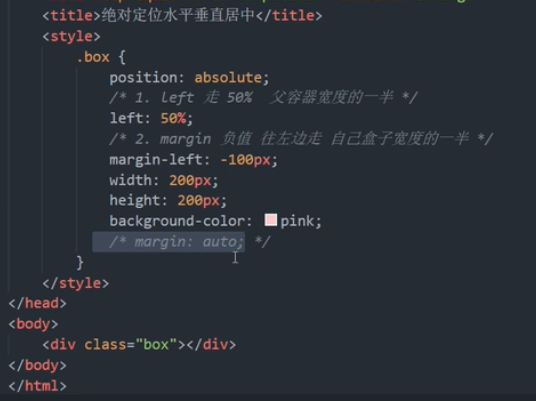 <title>绝对定位水平垂直居中</title>
<style>
.box {
position: absolute;
/* 1. left 走 50%  父容器宽度的一半 */
left: 50%;
/* 2. margin 负值 往左边走 自己盒子宽度的一半 */
margin-left: -100px;
width: 200px;
height: 200px;
background-color: pink;
/* margin: auto; */
}
</style>
</head>
<body>
<div class="box"></div>
</body>
</html>